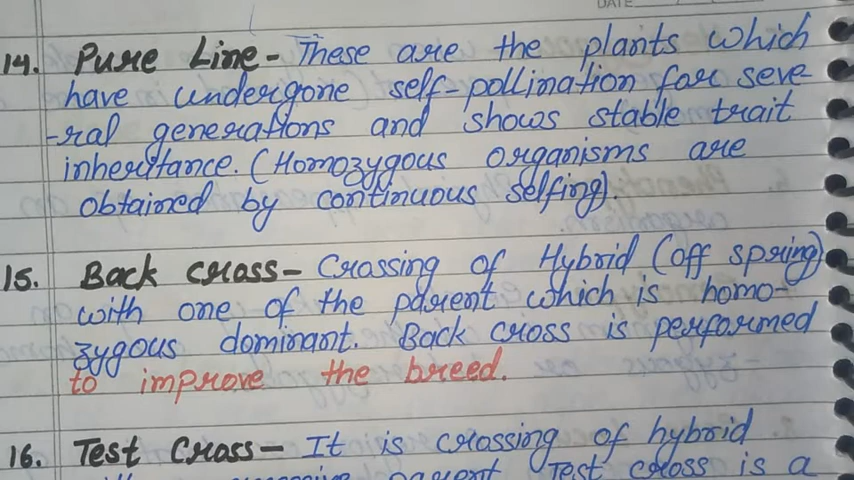 DATE
14. Pure Line - These are the plants which
have undergone self-pollination for seve-
-ral generations and shows stable trait
inheritance. (Homozygous organisms are
obtained by continuous selfing).
15. Back cross - Crossing of Hybrid (off spring)
with one of the parent which is homo-
zygous dominant. Back cross is performed
to improve the breed.
16. Test Cross - It is crossing of hybrid
parent Test cross is a